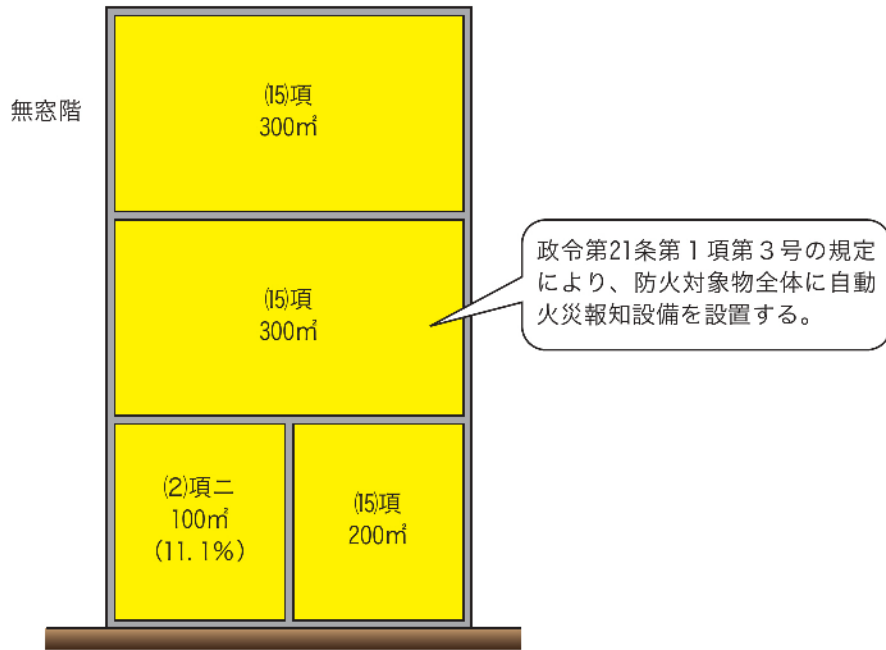 無窓階
⒂項
300㎡
⒂項
300㎡
政令第21条第1項第3号の規定
により、防火対象物全体に自動
火災報知設備を設置する。
⑵項ニ
100㎡
(11.1%)
⒂項
200㎡